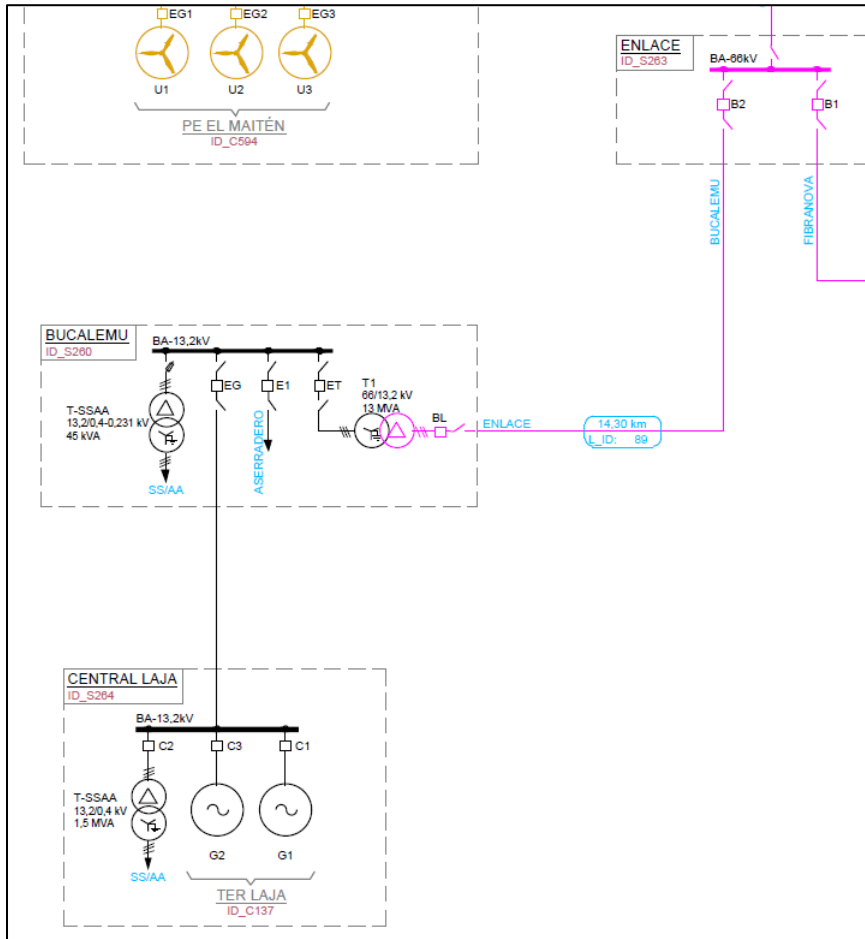 EG1
EG2
EG3
U1
U2
U3
PE EL MAITÉN
ID_C594
ENLACE
ID_S263
BA-66kV
B2
B1
BUCALEMU
FIBRANOVA
BUCALEMU
ID_S260
BA-13,2kV
EG
E1
ET
T1
66/13,2 kV
13 MVA
BL
ENLACE
14,30 km
L_ID: 89
T-SSAA
13,2/0,4-0,231 kV
45 kVA
SS/AA
ASERRADERO
CENTRAL LAJA
ID_S264
BA-13,2kV
C2
C3
C1
T-SSAA
13,2/0,4 kV
1,5 MVA
SS/AA
G2
G1
TER LAJA
ID_C137